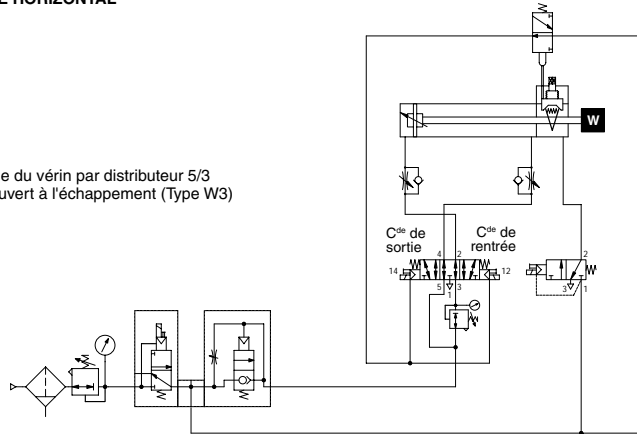 E HORIZONTAL
W
e du vérin par distributeur 5/3
uvert à l'échappement (Type W3)
Cde de
sortie
Cde de
rentrée
4 2
14 12
5 3
1
2
3 1